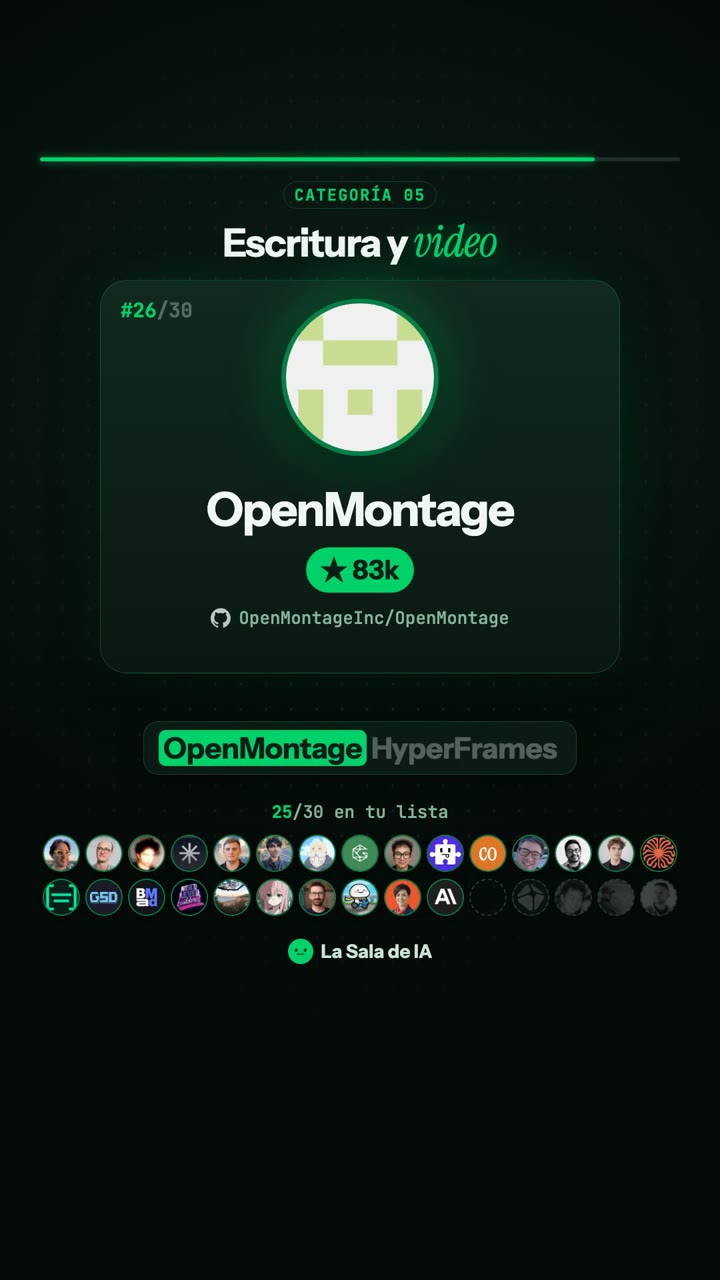 CATEGORÍA 05
Escritura y video
#26/30
OpenMontage
★ 83k
OpenMontageInc/OpenMontage
OpenMontage HyperFrames
25/30 en tu lista
GSD
BMad
La Sala de IA